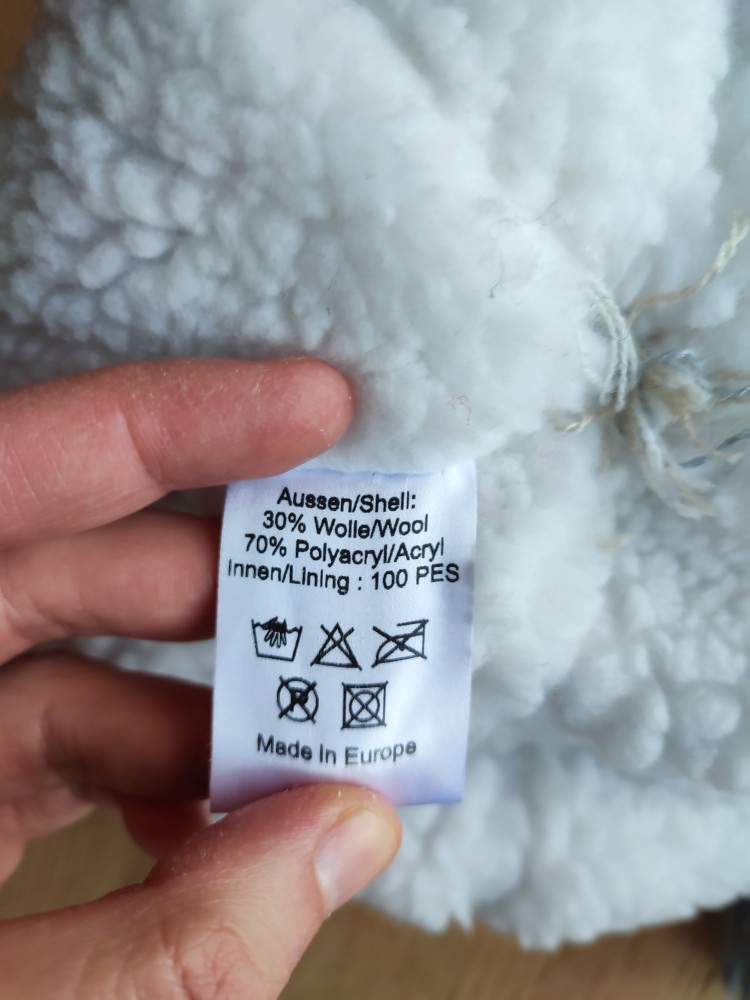 Aussen/Shell:
30% Wolle/Wool
70% Polyacryl/Acryl
Innen/Lining : 100 PES
Made in Europe